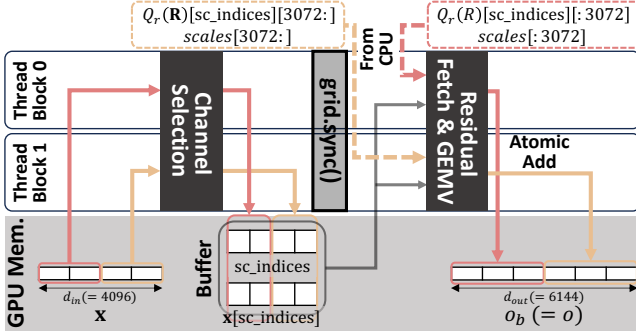 Q_r(𝐑)[sc_indices][3072:]
scales[3072:]
Q_r(R)[sc_indices][:3072]
scales[:3072]
From
CPU
Thread
Block 0
Thread
Block 1
Channel
Selection
grid.sync()
Residual
Fetch & GEMV
Atomic
Add
GPU Mem.
Buffer
sc_indices
𝐱[sc_indices]
d_in(= 4096)
𝐱
d_out(= 6144)
o_b (= o)